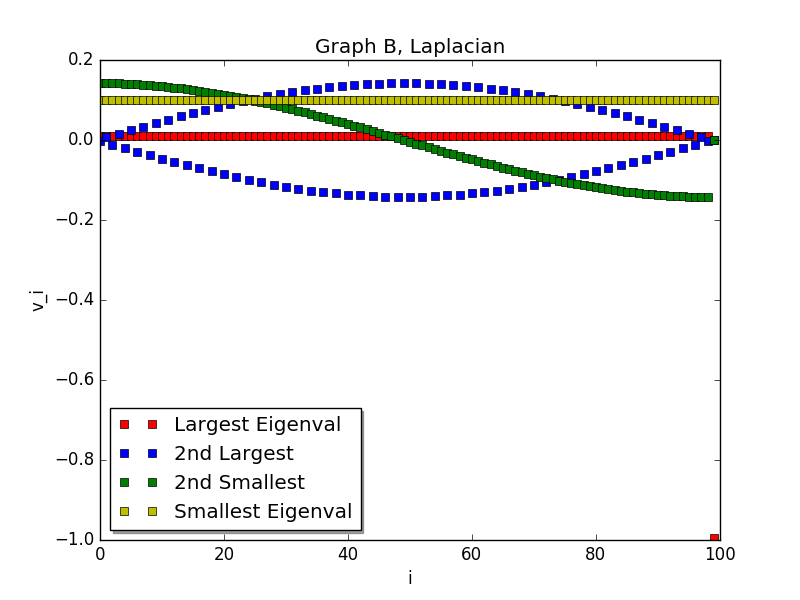 Graph B, Laplacian
0.2
0.0
−0.2
−0.4
−0.6
−0.8
−1.0
v_i
Largest Eigenval
2nd Largest
2nd Smallest
Smallest Eigenval
0 20 40 60 80 100
i